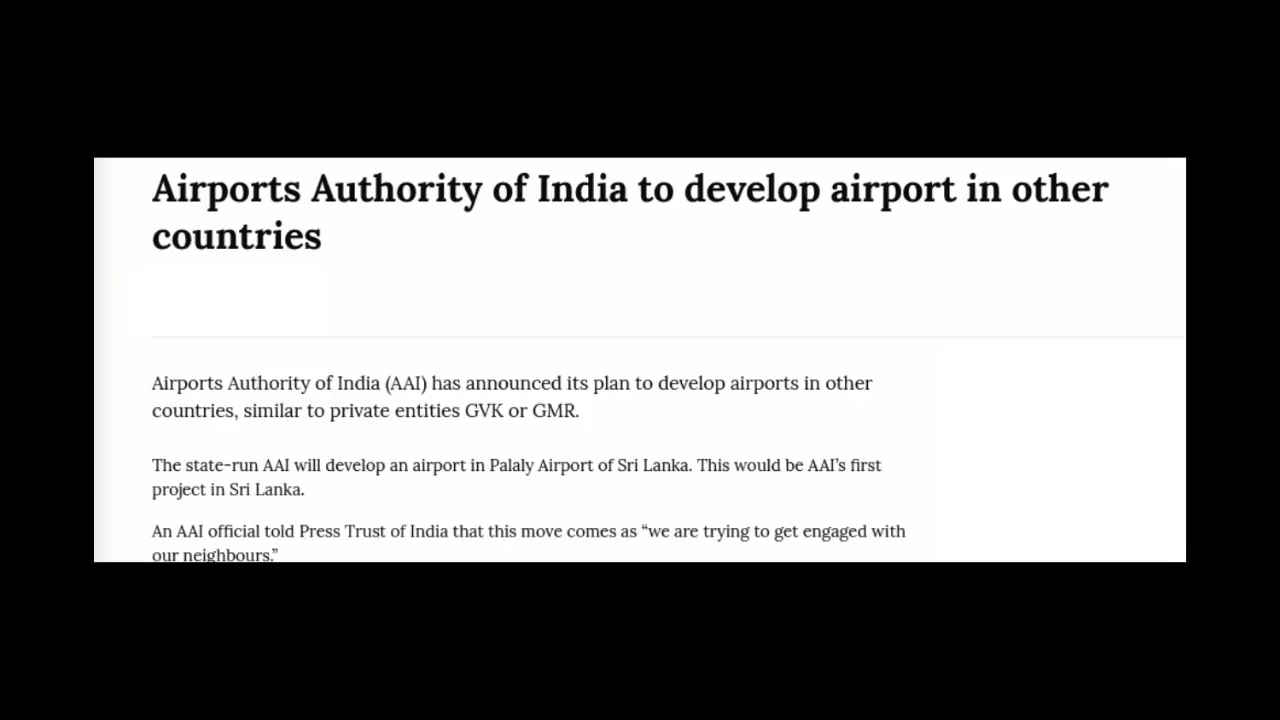 Airports Authority of India to develop airport in other
countries
Airports Authority of India (AAI) has announced its plan to develop airports in other
countries, similar to private entities GVK or GMR.
The state-run AAI will develop an airport in Palaly Airport of Sri Lanka. This would be AAI’s first
project in Sri Lanka.
An AAI official told Press Trust of India that this move comes as “we are trying to get engaged with
our neighbours.”